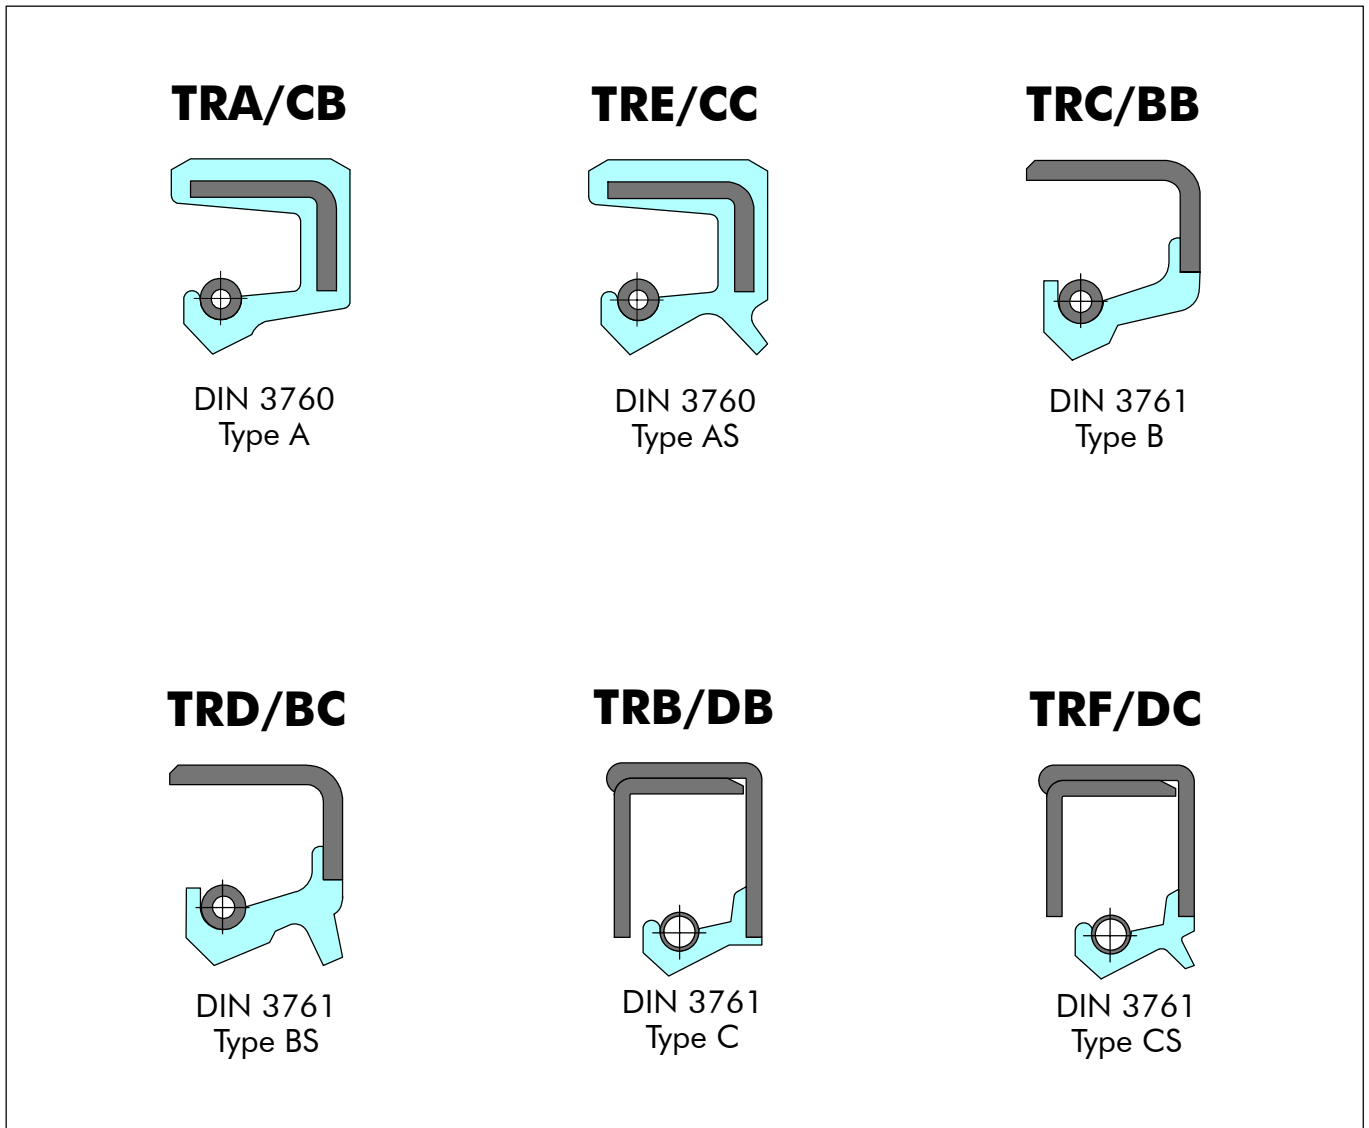 TRA/CB
TRE/CC
TRC/BB
DIN 3760
Type A
DIN 3760
Type AS
DIN 3761
Type B
TRD/BC
TRB/DB
TRF/DC
DIN 3761
Type BS
DIN 3761
Type C
DIN 3761
Type CS